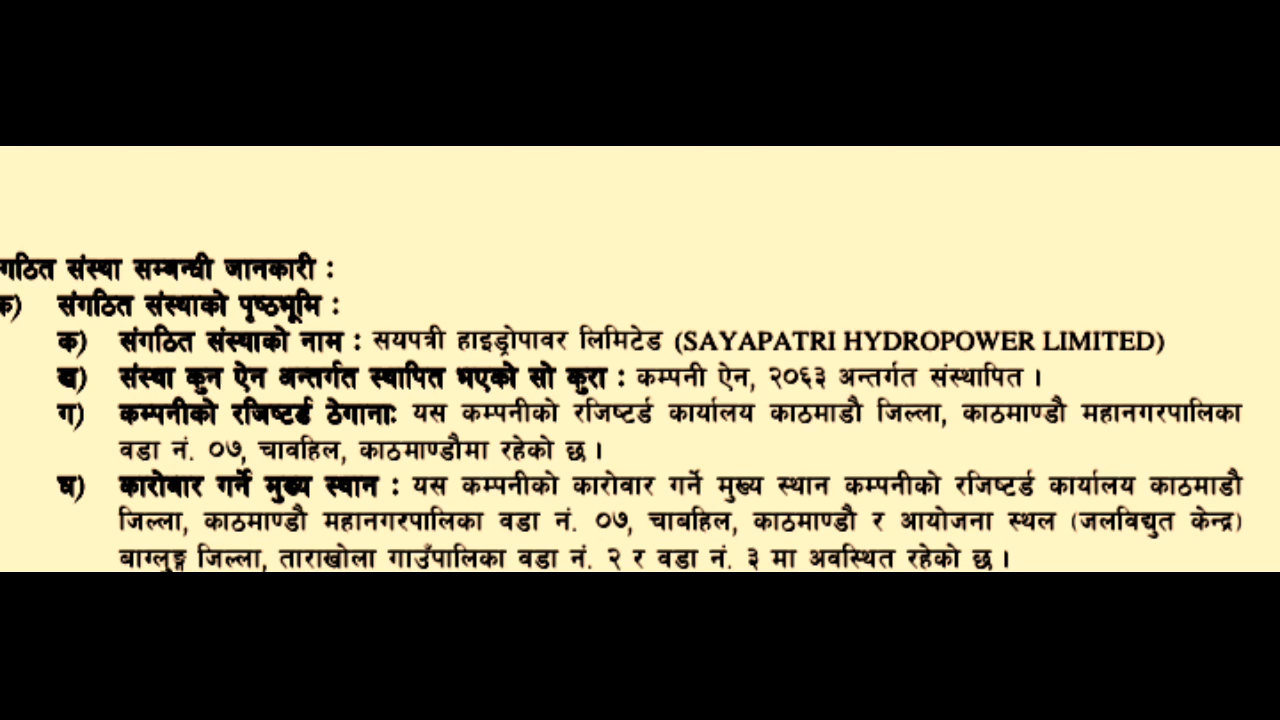 गठित संस्था सम्बन्धी जानकारी :
क) संगठित संस्थाको पृष्ठभूमि :
क) संगठित संस्थाको नाम : सयपत्री हाइड्रोपावर लिमिटेड (SAYAPATRI HYDROPOWER LIMITED)
ख) संस्था कुन ऐन अन्तर्गत स्थापित भएको सो कुरा : कम्पनी ऐन, २०६३ अन्तर्गत संस्थापित ।
ग) कम्पनीको रजिष्टर्ड ठेगानाः यस कम्पनीको रजिष्टर्ड कार्यालय काठमाडौ जिल्ला, काठमाण्डौ महानगरपालिका
वडा नं. ०७, चावहिल, काठमाण्डौमा रहेको छ ।
घ) कारोबार गर्ने मुख्य स्थान : यस कम्पनीको कारोवार गर्ने मुख्य स्थान कम्पनीको रजिष्टर्ड कार्यालय काठमाडौ
जिल्ला, काठमाण्डौ महानगरपालिका वडा नं. ०७, चाबहिल, काठमाण्डौ र आयोजना स्थल (जलविद्युत केन्द्र)
बाग्लुङ्ग जिल्ला, ताराखोला गाउँपालिका वडा नं. २ र वडा नं. ३ मा अवस्थित रहेको छ ।